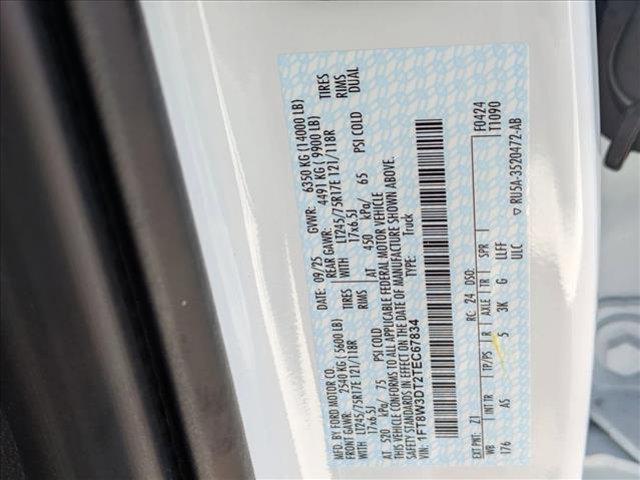 MFD. BY FORD MOTOR CO. DATE: 09/25 GVWR: 6350 KG (14000 LB)
FRONT GAWR: 2540 KG (5600 LB) REAR GAWR: 4491 KG (9900 LB)
WITH LT245/75R17E 121/118R TIRES WITH LT245/75R17E 121/118R TIRES
17x6.5J RIMS 17x6.5J RIMS
AT 520 kPa/ 75 PSI COLD AT 450 kPa/ 65 PSI COLD DUAL
THIS VEHICLE CONFORMS TO ALL APPLICABLE FEDERAL MOTOR VEHICLE
SAFETY STANDARDS IN EFFECT ON THE DATE OF MANUFACTURE SHOWN ABOVE.
VIN: 1FT8W3DT2TEC67834 TYPE: Truck
EXT PNT: Z1 RC: 24 DSO: F0424
WB INT TR TP/PS R AXLE TR SPR T1090
176 AS 5 3K G LLFF
ULC ▽ RU5A-3520472-AB